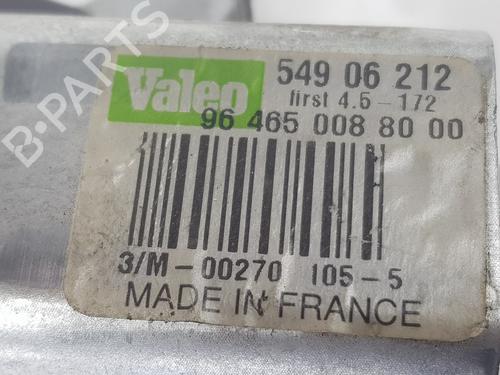 Valeo 549 06 212
first 4.5-172
96 465 008 80 00
3/M-00270 105-5
MADE IN FRANCE
B-PARTS